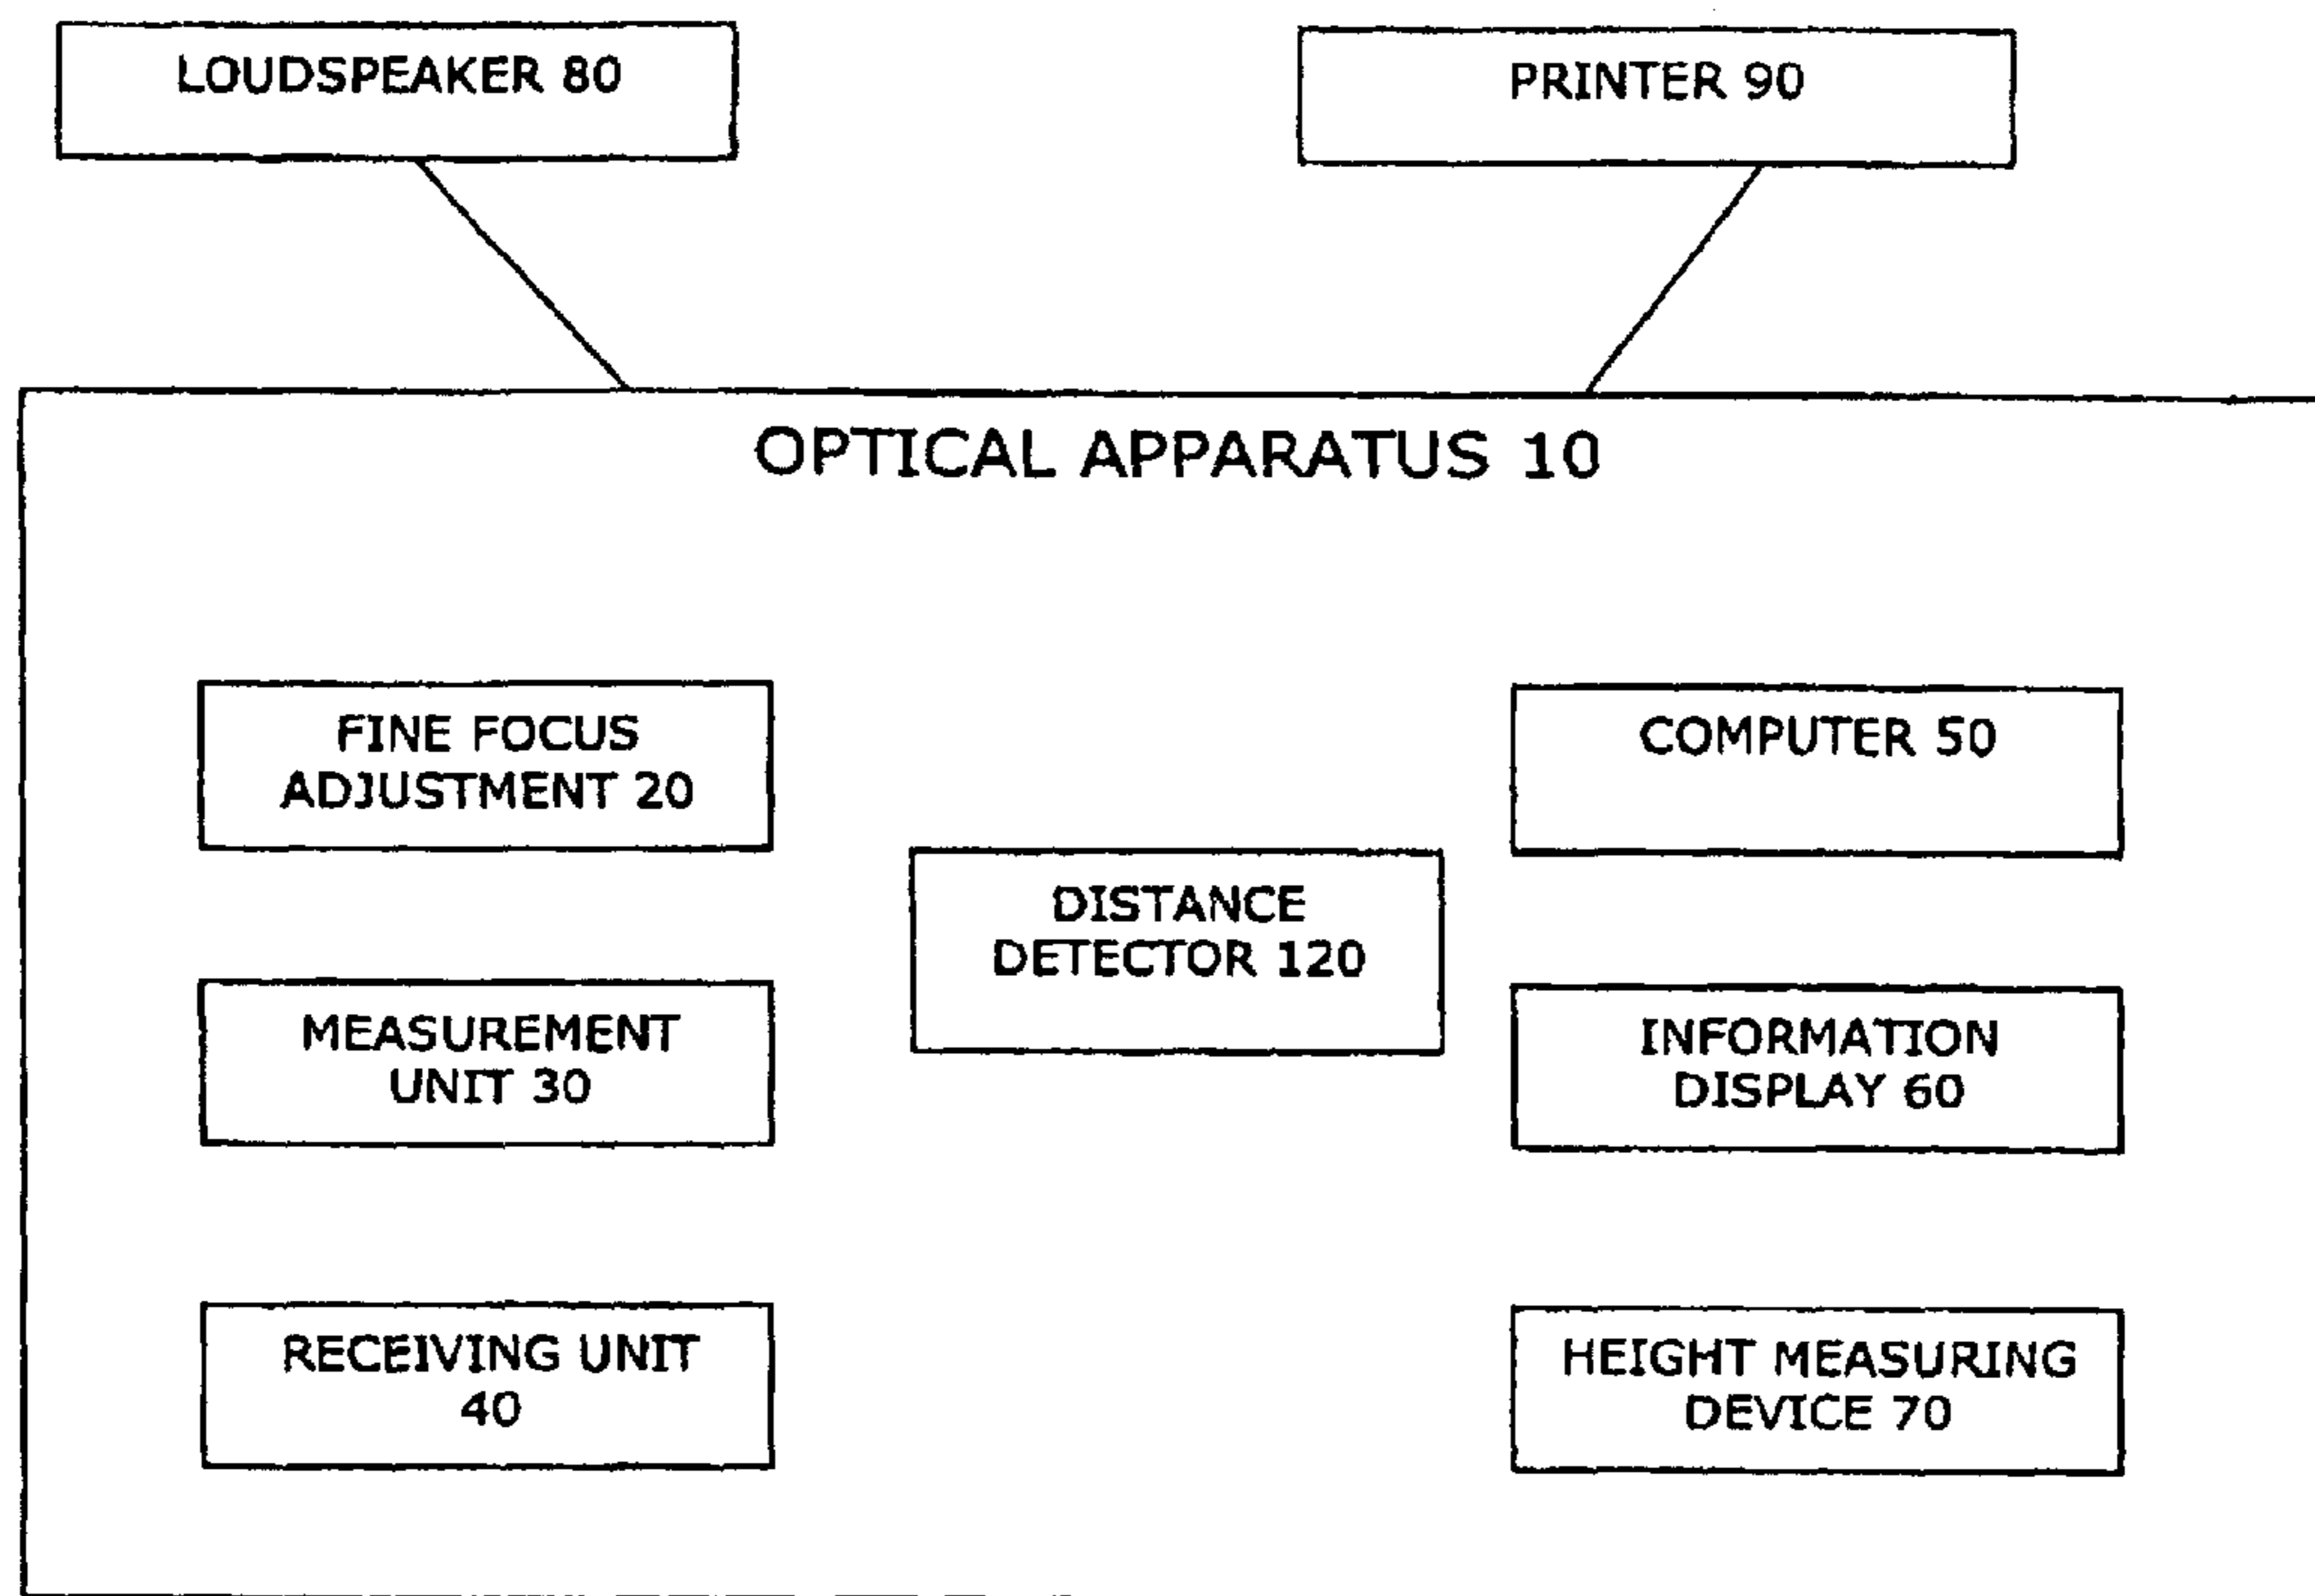 LOUDSPEAKER 80
PRINTER 90
OPTICAL APPARATUS 10
FINE FOCUS
ADJUSTMENT 20
COMPUTER 50
DISTANCE
DETECTOR 120
MEASUREMENT
UNIT 30
INFORMATION
DISPLAY 60
RECEIVING UNIT
40
HEIGHT MEASURING
DEVICE 70